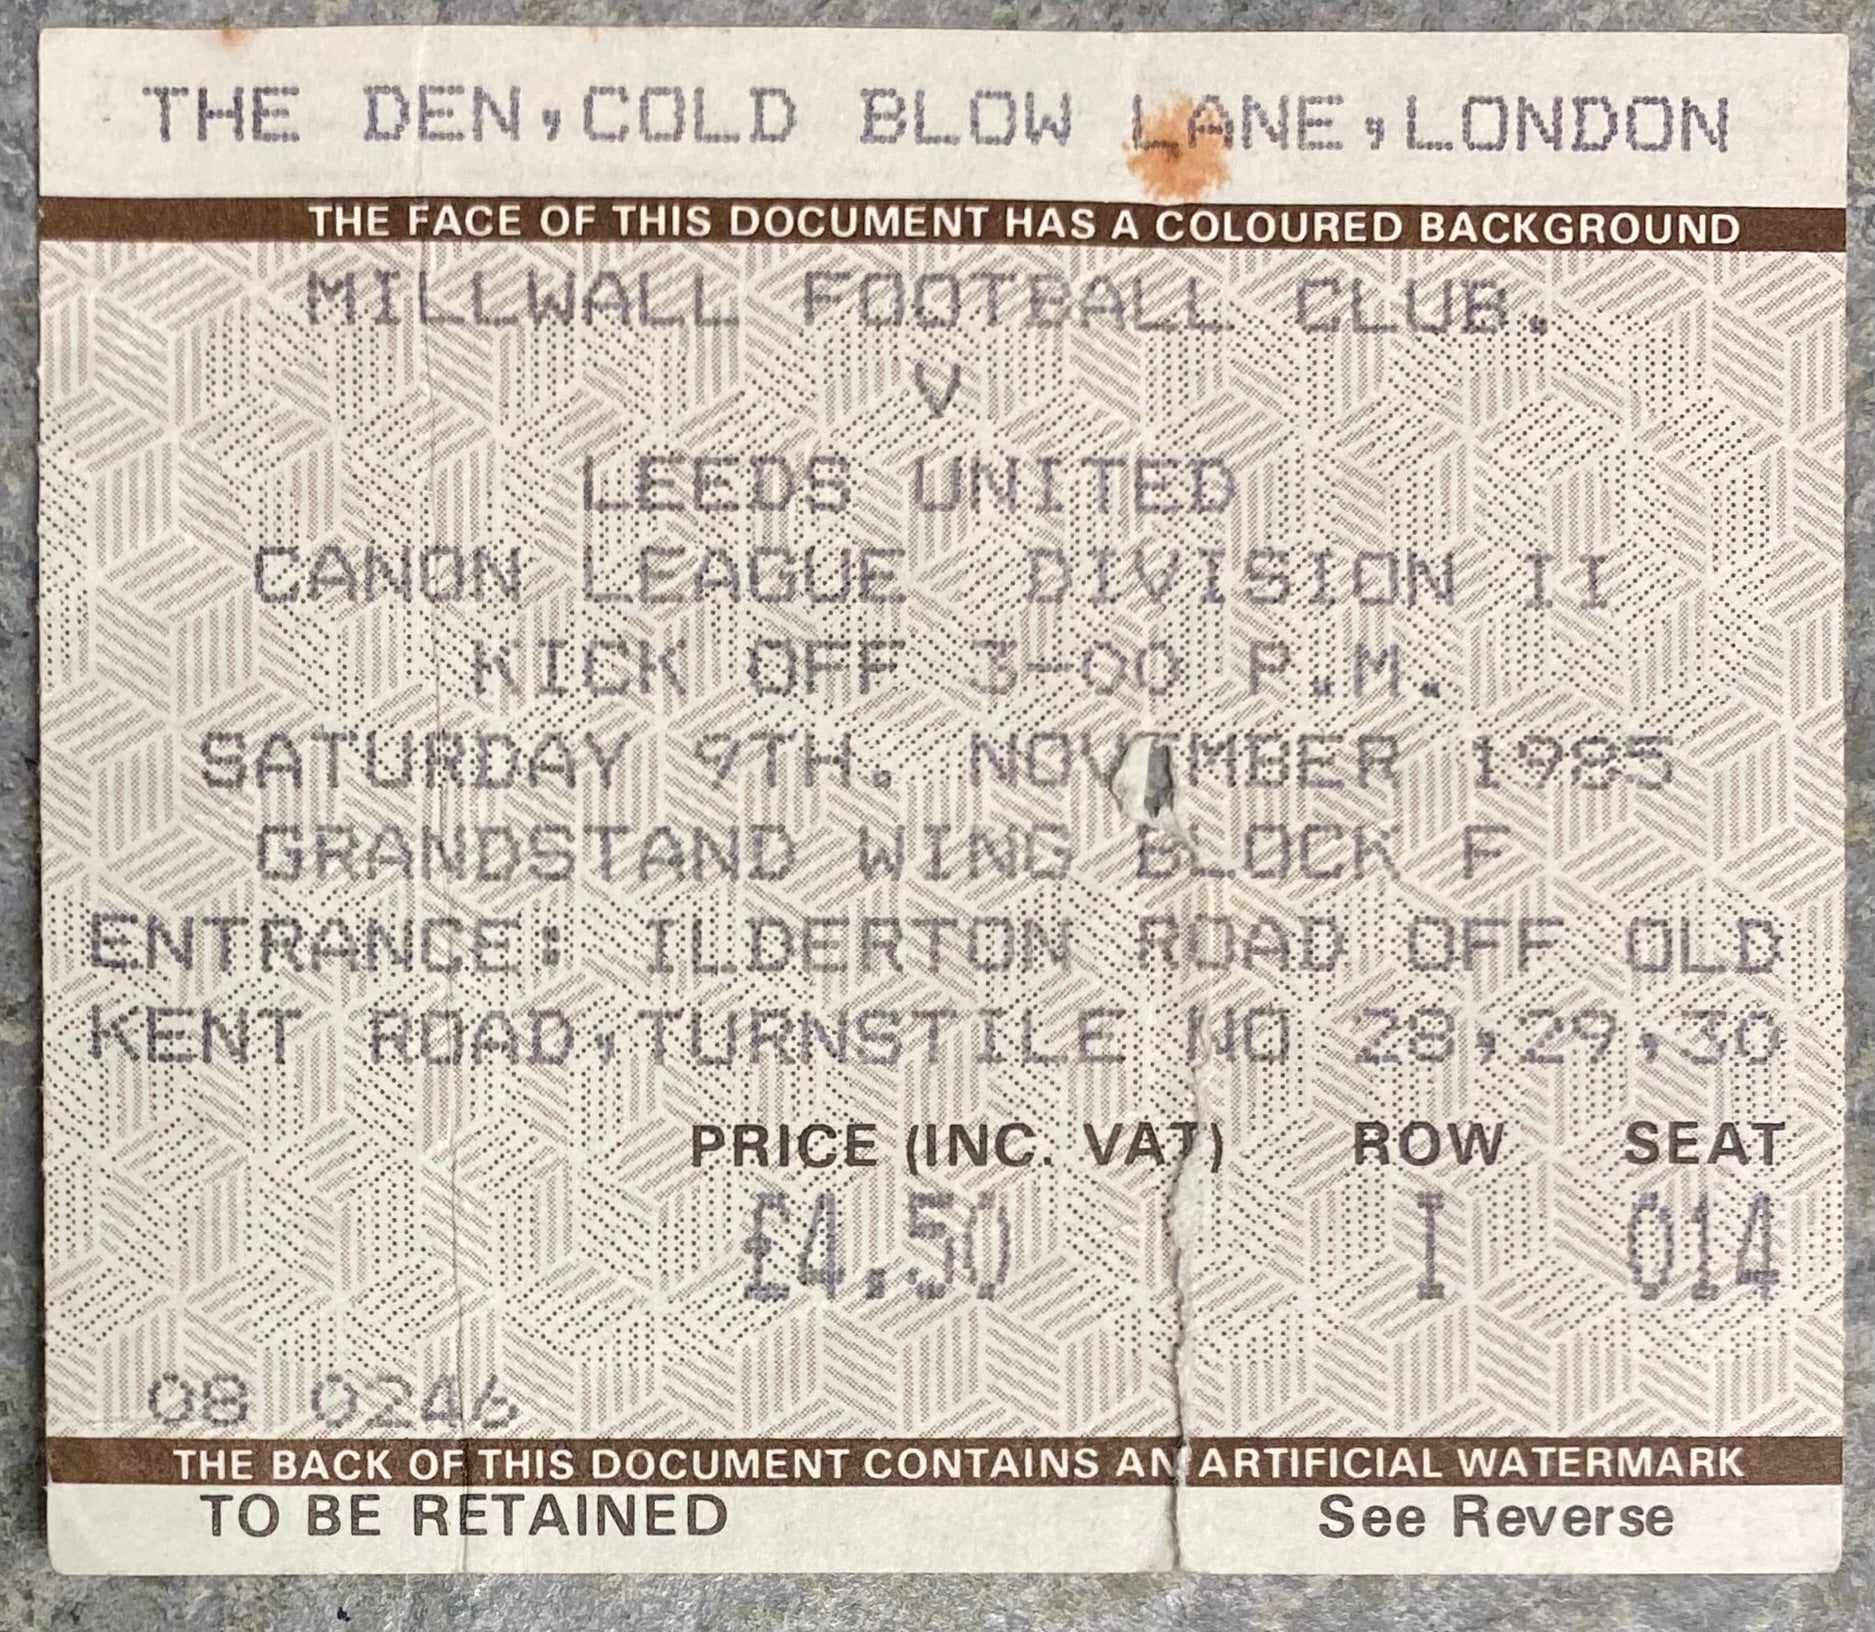 THE DEN,COLD BLOW LANE,LONDON
THE FACE OF THIS DOCUMENT HAS A COLOURED BACKGROUND
MILLWALL FOOTBALL CLUB.
V
LEEDS UNITED
CANON LEAGUE DIVISION II
KICK OFF 3-00 P.M.
SATURDAY 9TH. NOVEMBER 1985
GRANDSTAND WING BLOCK F
ENTRANCE: ILDERTON ROAD OFF OLD
KENT ROAD,TURNSTILE NO 28,29,30
PRICE (INC. VAT) ROW SEAT
£4.50 I 014
08 0246
THE BACK OF THIS DOCUMENT CONTAINS AN ARTIFICIAL WATERMARK
TO BE RETAINED See Reverse